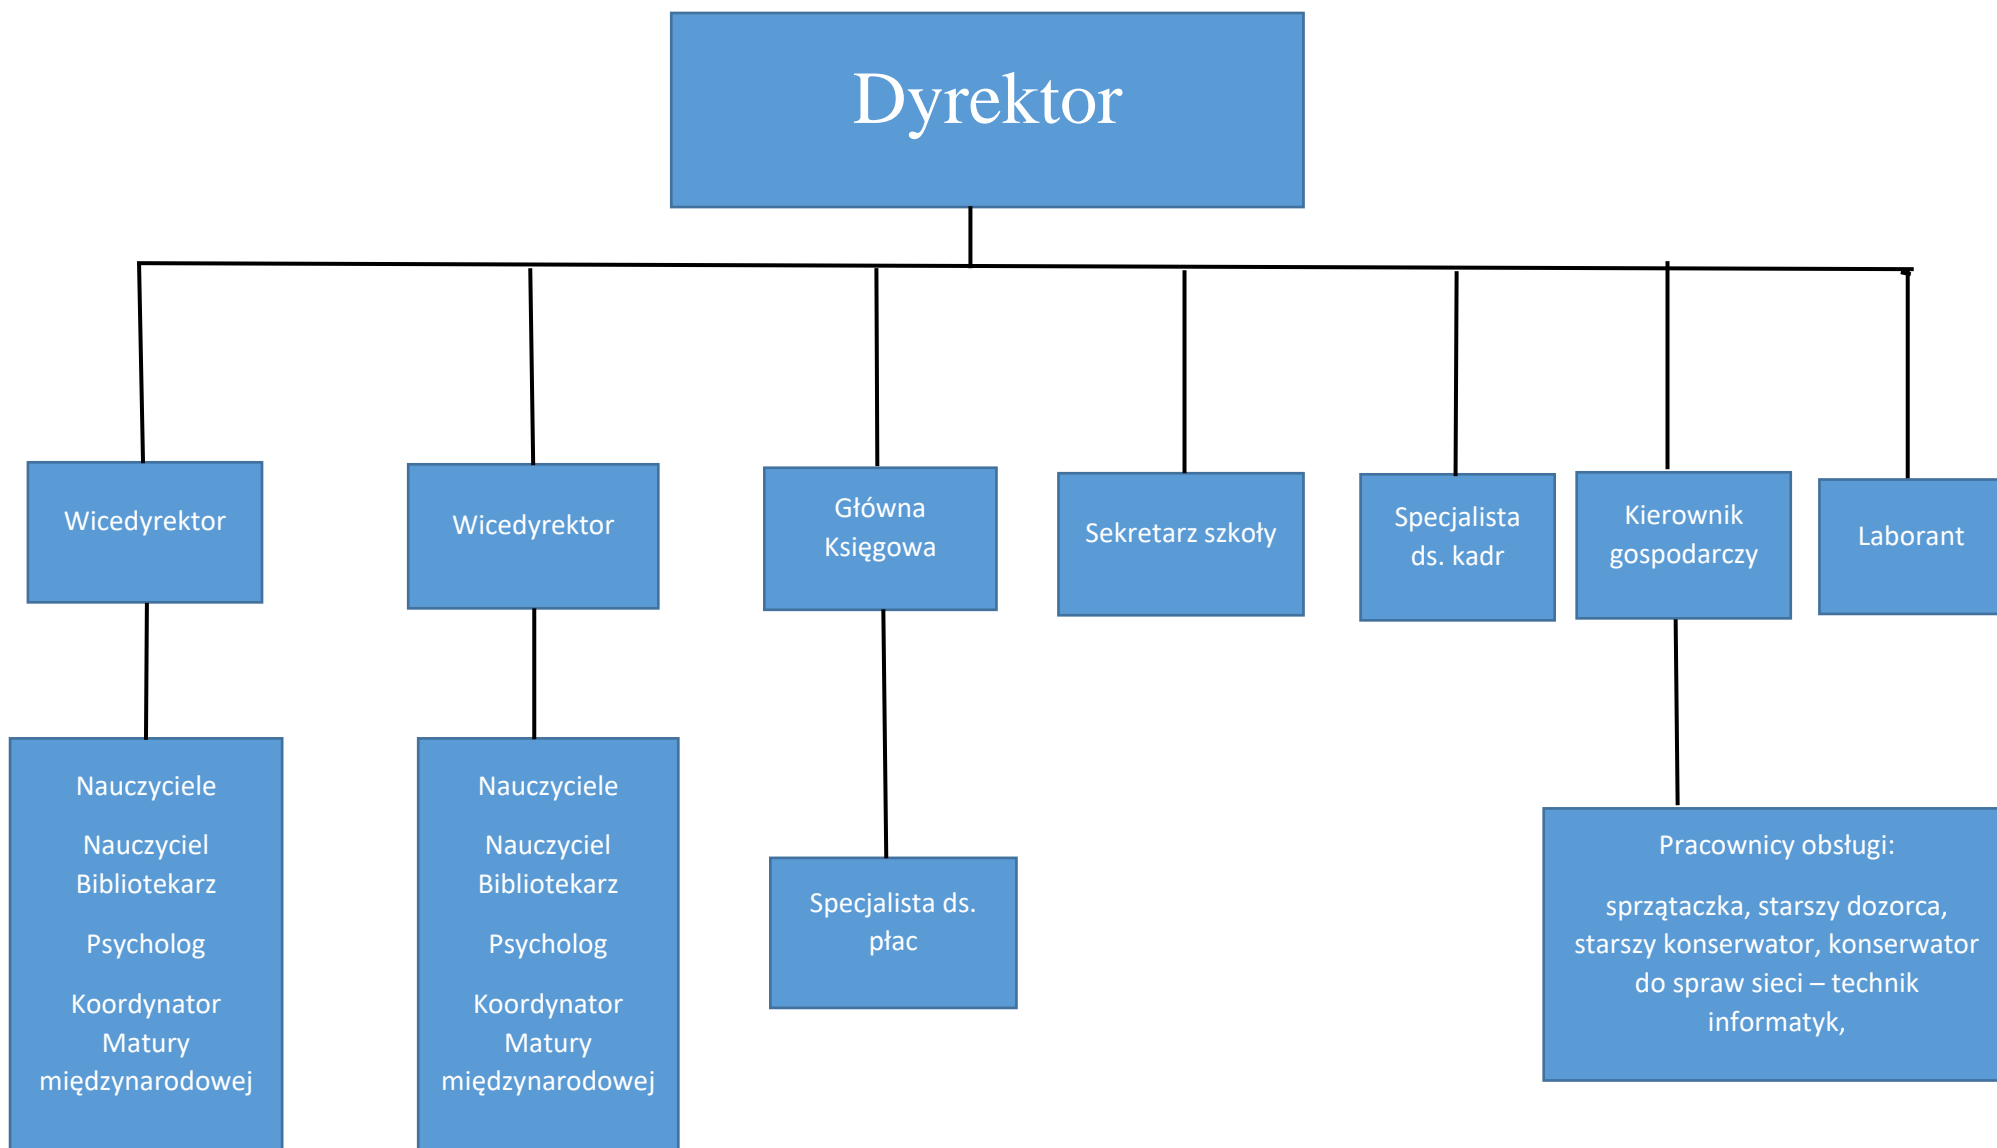 Dyrektor
Wicedyrektor
Wicedyrektor
Główna
Księgowa
Sekretarz szkoły
Specjalista
ds. kadr
Kierownik
gospodarczy
Laborant
Nauczyciele
Nauczyciel
Bibliotekarz
Psycholog
Koordynator
Matury
międzynarodowej
Nauczyciele
Nauczyciel
Bibliotekarz
Psycholog
Koordynator
Matury
międzynarodowej
Specjalista ds.
płac
Pracownicy obsługi:
sprzątaczka, starszy dozorca,
starszy konserwator, konserwator
do spraw sieci – technik
informatyk,